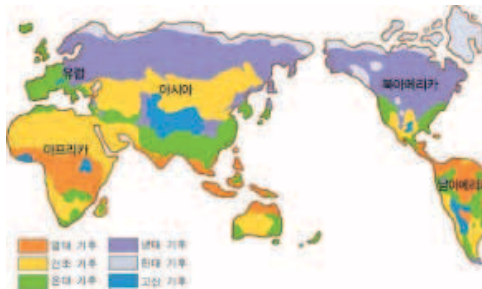 유럽
아시아
북아메리카
아프리카
남아메리
열대 기후
냉대 기후
건조 기후
한대 기후
온대 기후
고산 기후